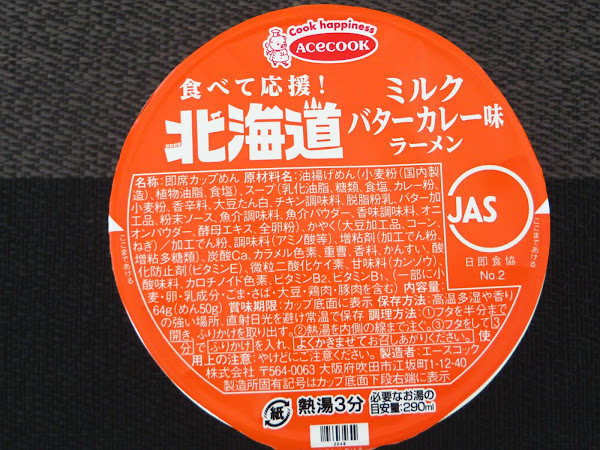 Cook happiness
ACECOOK
食べて応援!
北海道
ミルク
バターカレー味
ラーメン
名称:即席カップめん 原材料名:油揚げめん(小麦粉(国内製
造)、植物油脂、食塩)、スープ(乳化油脂、糖類、食塩、カレー粉、
小麦粉、香辛料、大豆たん白、チキン調味料、脱脂粉乳、バター加
工品、粉末ソース、魚介調味料、魚介パウダー、香味調味料、オニ
オンパウダー、酵母エキス、全卵粉)、かやく(大豆加工品、コーン、
ねぎ)/加工でん粉、調味料(アミノ酸等)、増粘剤(加工でん粉、
増粘多糖類)、炭酸Ca、カラメル色素、重曹、香料、かんすい、酸
化防止剤(ビタミンE)、微粒二酸化ケイ素、甘味料(カンゾウ)、
酸味料、カロチノイド色素、ビタミンB2、ビタミンB1、(一部に小
麦・卵・乳成分・ごま・さば・大豆・鶏肉・豚肉を含む) 内容量:
64g(めん50g) 賞味期限:カップ底面に表示 保存方法:高温多湿や香り
の強い場所、直射日光を避け常温で保存 調理方法:①フタを半分まで
開き、ふりかけを取り出す。②熱湯を内側の線まで注ぐ。③フタをして3
分でふりかけを入れ、よくかきまぜてお召しあがりください。 使
用上の注意:やけどにご注意ください。 製造者:エースコック
株式会社 〒564-0063 大阪府吹田市江坂町1-12-40
製造所固有記号はカップ底面下段右端に表示
JAS
日即食協
No.2
ここまであける
ここまであける
紙
熱湯3分
必要なお湯の
目安量:290ml